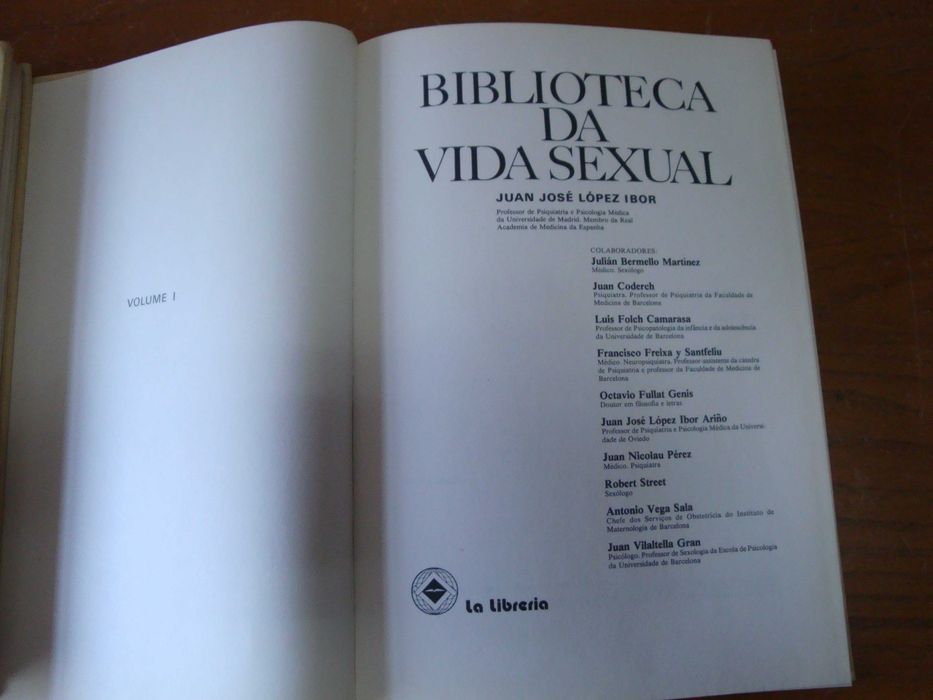 VOLUME I
BIBLIOTECA
DA
VIDA SEXUAL
JUAN JOSÉ LÓPEZ IBOR
Professor de Psiquiatria e Psicologia Médica
da Universidade de Madrid. Membro da Real
Academia de Medicina da Espanha
COLABORADORES:
Julián Bermello Martínez
Médico. Sexólogo
Juan Coderch
Psiquiatra. Professor de Psiquiatria da Faculdade de
Medicina de Barcelona
Luis Folch Camarasa
Professor de Psicopatologia da infância e da adolescência
da Universidade de Barcelona
Francisco Freixa y Santfeliu
Médico. Neuropsiquiatra. Professor-assistente da cátedra
de Psiquiatria e professor da Faculdade de Medicina de
Barcelona
Octavio Fullat Genis
Doutor em filosofia e letras
Juan José López Ibor Ariño
Professor de Psiquiatria e Psicologia Médica da Universi-
dade de Oviedo
Juan Nicolau Pérez
Médico. Psiquiatra
Robert Street
Sexólogo
Antonio Vega Sala
Chefe dos Serviços de Obstetrícia do Instituto de
Maternologia de Barcelona
Juan Vilaltella Gran
Psicólogo. Professor de Sexologia da Escola de Psicologia
da Universidade de Barcelona
La Libreria